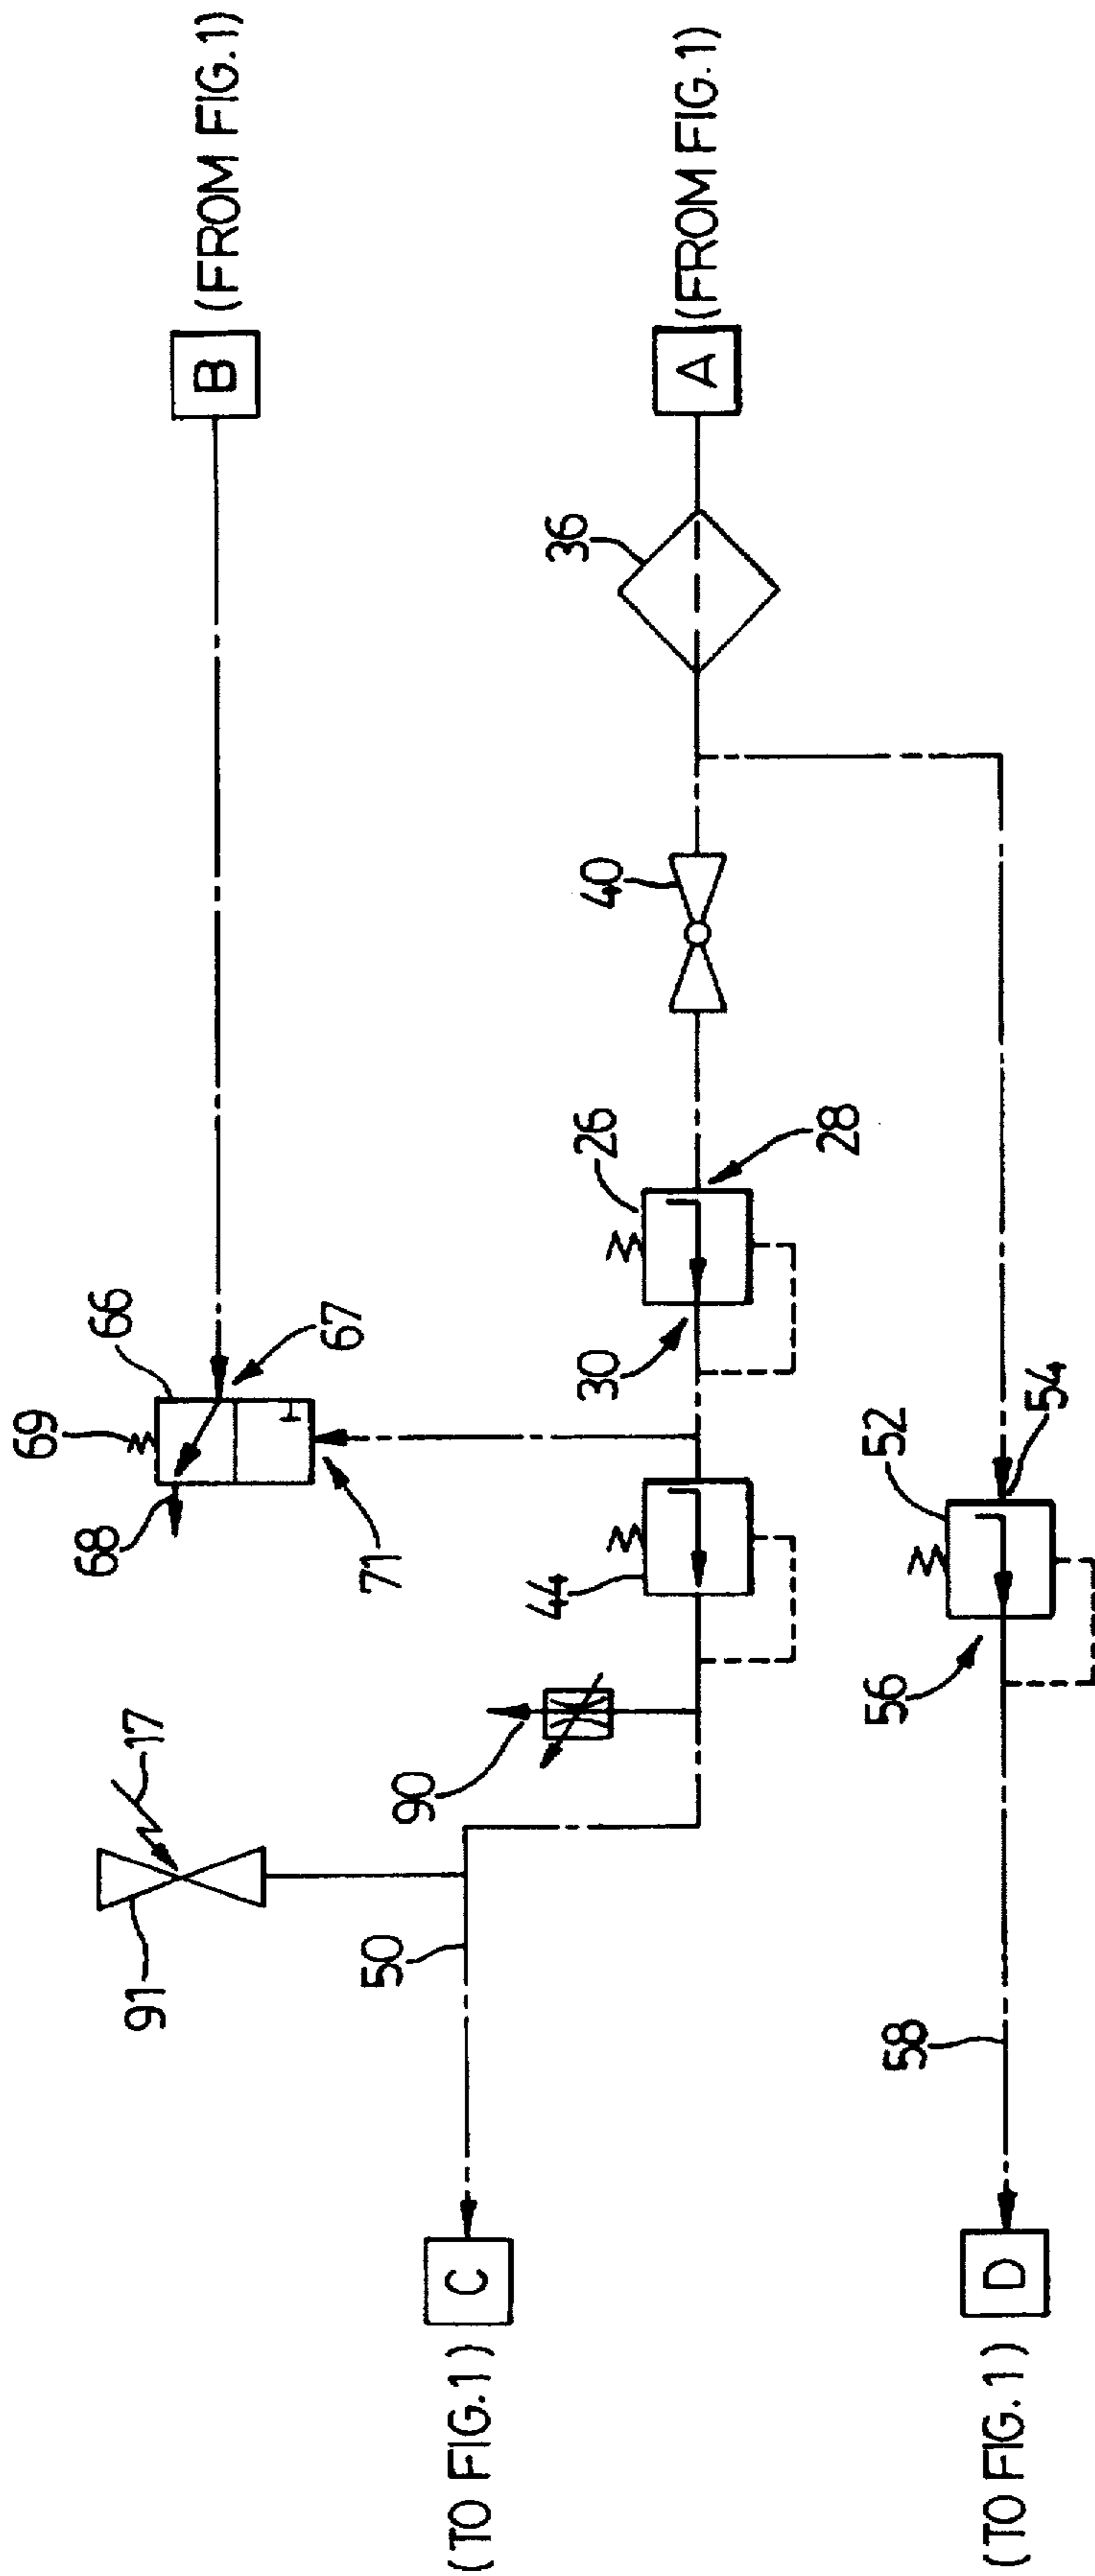 (TO FIG. 1)
C
50
91
17
90
44
68
69
66
67
71
30
26
28
40
36
B
(FROM FIG. 1)
A
(FROM FIG. 1)
(TO FIG. 1)
D
58
56
52
54